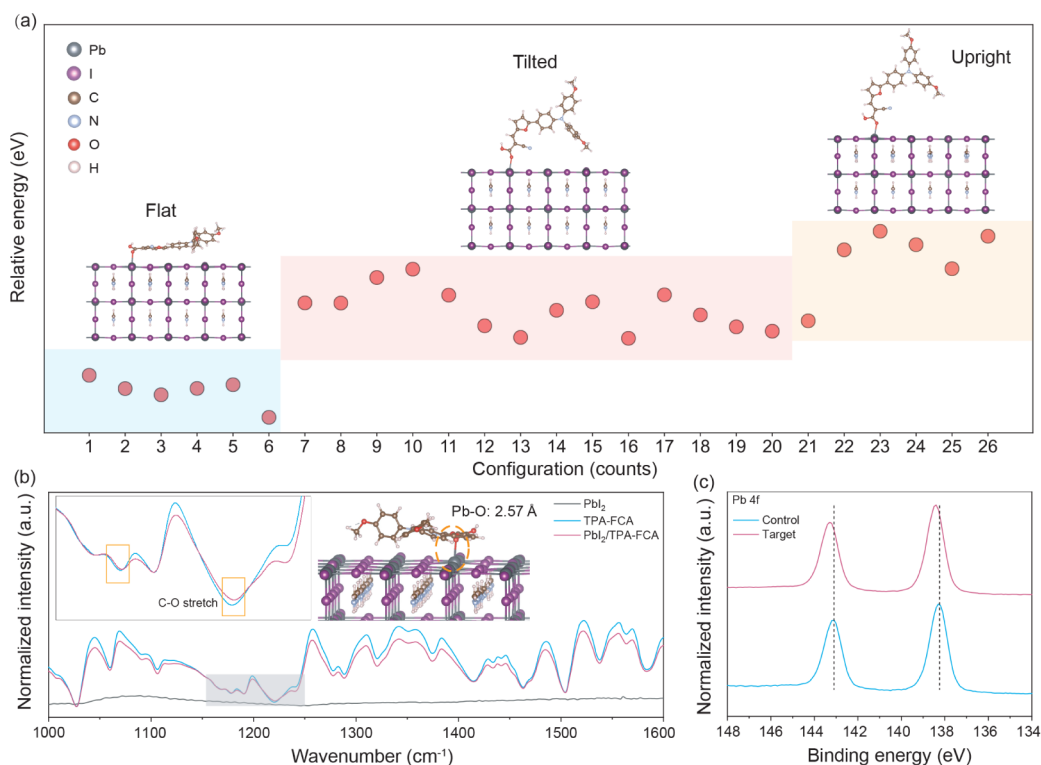 (a)
Pb
I
C
N
O
H
Flat
Tilted
Upright
Relative energy (eV)
1 2 3 4 5 6 7 8 9 10 11 12 13 14 15 16 17 18 19 20 21 22 23 24 25 26
Configuration (counts)
(b)
C-O stretch
Pb-O: 2.57 Å
PbI₂
TPA-FCA
PbI₂/TPA-FCA
Normalized intensity (a.u.)
1000 1100 1200 1300 1400 1500 1600
Wavenumber (cm⁻¹)
(c)
Pb 4f
Control
Target
Normalized intensity (a.u.)
148 146 144 142 140 138 136 134
Binding energy (eV)